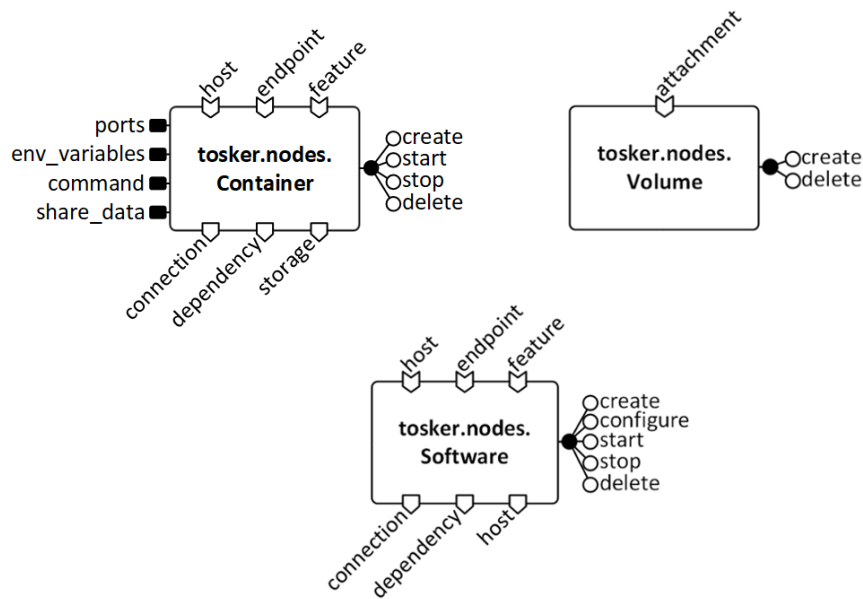 host
endpoint
feature
ports
env_variables
command
share_data
tosker.nodes.
Container
create
start
stop
delete
connection
dependency
storage
attachment
tosker.nodes.
Volume
create
delete
host
endpoint
feature
tosker.nodes.
Software
create
configure
start
stop
delete
connection
dependency
host